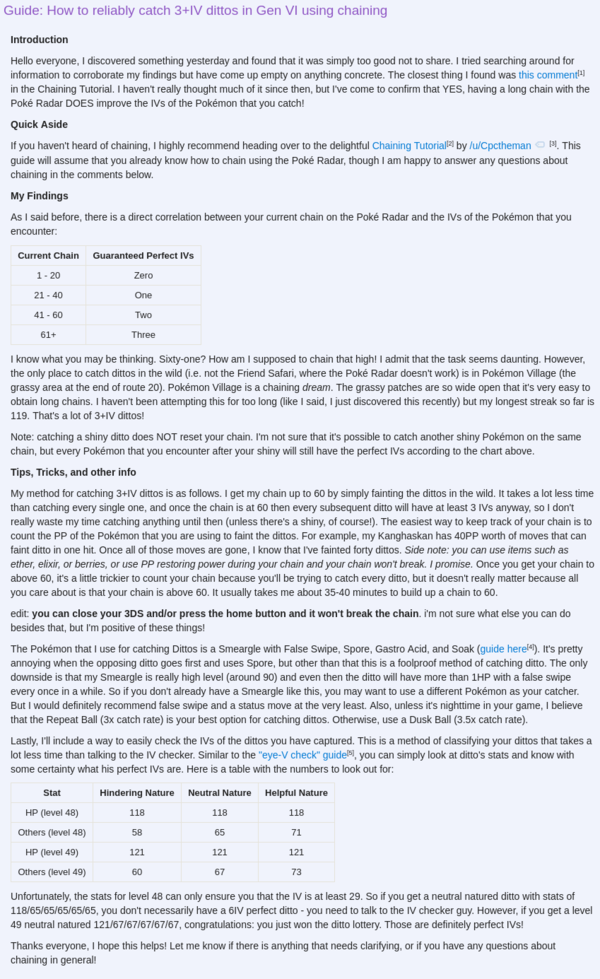 Guide: How to reliably catch 3+IV dittos in Gen VI using chaining
Introduction
Hello everyone, I discovered something yesterday and found that it was simply too good not to share. I tried searching around for
information to corroborate my findings but have come up empty on anything concrete. The closest thing I found was this comment[1]
in the Chaining Tutorial. I haven't really thought much of it since then, but I've come to confirm that YES, having a long chain with the
Poké Radar DOES improve the IVs of the Pokémon that you catch!
Quick Aside
If you haven't heard of chaining, I highly recommend heading over to the delightful Chaining Tutorial[2] by /u/Cpctheman [3]. This
guide will assume that you already know how to chain using the Poké Radar, though I am happy to answer any questions about
chaining in the comments below.
My Findings
As I said before, there is a direct correlation between your current chain on the Poké Radar and the IVs of the Pokémon that you
encounter:
Current Chain Guaranteed Perfect IVs
1 - 20 Zero
21 - 40 One
41 - 60 Two
61+ Three
I know what you may be thinking. Sixty-one? How am I supposed to chain that high! I admit that the task seems daunting. However,
the only place to catch dittos in the wild (i.e. not the Friend Safari, where the Poké Radar doesn't work) is in Pokémon Village (the
grassy area at the end of route 20). Pokémon Village is a chaining dream. The grassy patches are so wide open that it's very easy to
obtain long chains. I haven't been attempting this for too long (like I said, I just discovered this recently) but my longest streak so far is
119. That's a lot of 3+IV dittos!
Note: catching a shiny ditto does NOT reset your chain. I'm not sure that it's possible to catch another shiny Pokémon on the same
chain, but every Pokémon that you encounter after your shiny will still have the perfect IVs according to the chart above.
Tips, Tricks, and other info
My method for catching 3+IV dittos is as follows. I get my chain up to 60 by simply fainting the dittos in the wild. It takes a lot less time
than catching every single one, and once the chain is at 60 then every subsequent ditto will have at least 3 IVs anyway, so I don't
really waste my time catching anything until then (unless there's a shiny, of course!). The easiest way to keep track of your chain is to
count the PP of the Pokémon that you are using to faint the dittos. For example, my Kanghaskan has 40PP worth of moves that can
faint ditto in one hit. Once all of those moves are gone, I know that I've fainted forty dittos. Side note: you can use items such as
ether, elixir, or berries, or use PP restoring power during your chain and your chain won't break. I promise. Once you get your chain to
above 60, it's a little trickier to count your chain because you'll be trying to catch every ditto, but it doesn't really matter because all
you care about is that your chain is above 60. It usually takes me about 35-40 minutes to build up a chain to 60.
edit: you can close your 3DS and/or press the home button and it won't break the chain. i'm not sure what else you can do
besides that, but I'm positive of these things!
The Pokémon that I use for catching Dittos is a Smeargle with False Swipe, Spore, Gastro Acid, and Soak (guide here[4]). It's pretty
annoying when the opposing ditto goes first and uses Spore, but other than that this is a foolproof method of catching ditto. The only
downside is that my Smeargle is really high level (around 90) and even then the ditto will have more than 1HP with a false swipe
every once in a while. So if you don't already have a Smeargle like this, you may want to use a different Pokémon as your catcher.
But I would definitely recommend false swipe and a status move at the very least. Also, unless it's nighttime in your game, I believe
that the Repeat Ball (3x catch rate) is your best option for catching dittos. Otherwise, use a Dusk Ball (3.5x catch rate).
Lastly, I'll include a way to easily check the IVs of the dittos you have captured. This is a method of classifying your dittos that takes a
lot less time than talking to the IV checker. Similar to the "eye-V check" guide[5], you can simply look at ditto's stats and know with
some certainty what his perfect IVs are. Here is a table with the numbers to look out for:
Stat Hindering Nature Neutral Nature Helpful Nature
HP (level 48) 118 118 118
Others (level 48) 58 65 71
HP (level 49) 121 121 121
Others (level 49) 60 67 73
Unfortunately, the stats for level 48 can only ensure you that the IV is at least 29. So if you get a neutral natured ditto with stats of
118/65/65/65/65/65, you don't necessarily have a 6IV perfect ditto - you need to talk to the IV checker guy. However, if you get a level
49 neutral natured 121/67/67/67/67/67, congratulations: you just won the ditto lottery. Those are definitely perfect IVs!
Thanks everyone, I hope this helps! Let me know if there is anything that needs clarifying, or if you have any questions about
chaining in general!